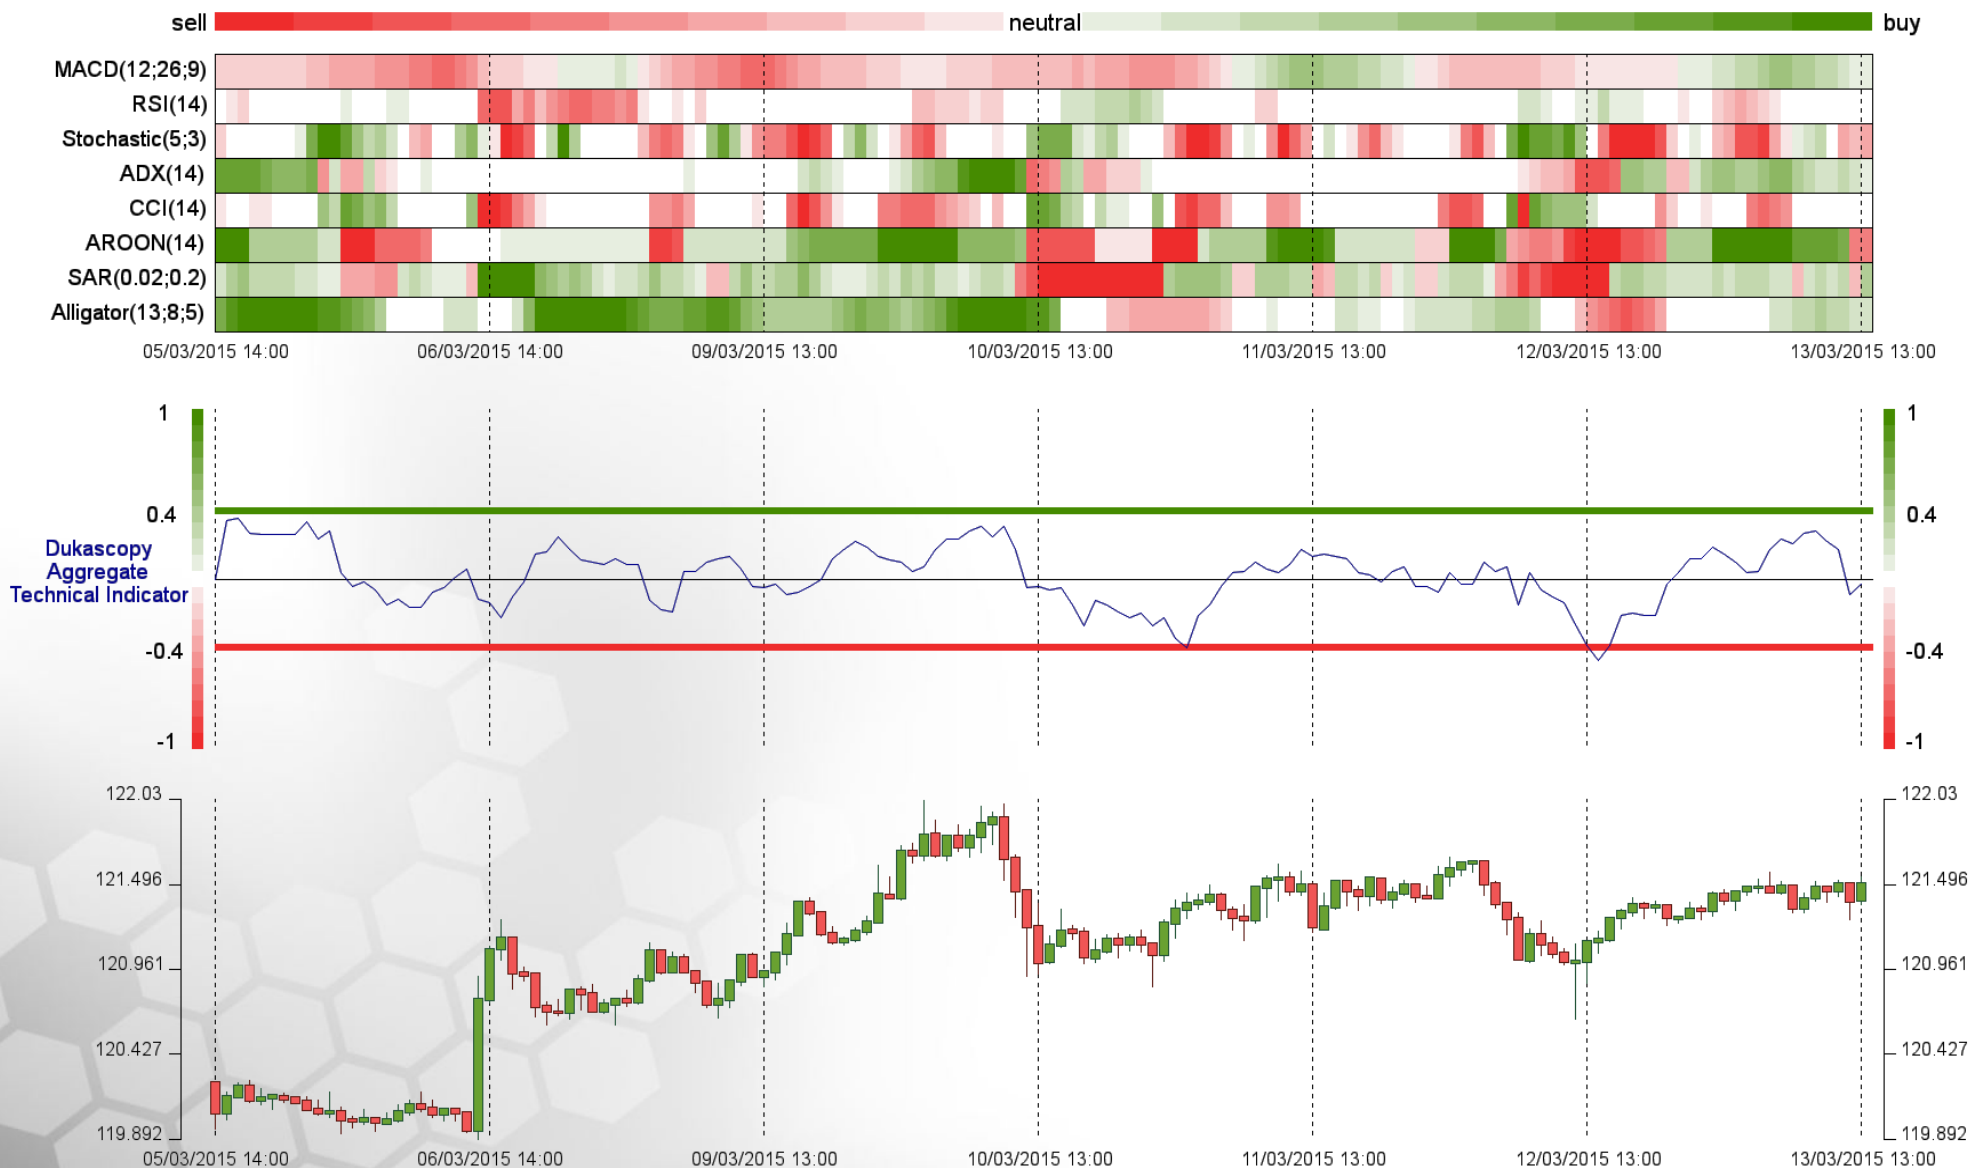 sell neutral buy
MACD(12;26;9)
RSI(14)
Stochastic(5;3)
ADX(14)
CCI(14)
AROON(14)
SAR(0.02;0.2)
Alligator(13;8;5)
05/03/2015 14:00 06/03/2015 14:00 09/03/2015 13:00 10/03/2015 13:00 11/03/2015 13:00 12/03/2015 13:00 13/03/2015 13:00
1 1
0.4 0.4
Dukascopy
Aggregate
Technical Indicator
-0.4 -0.4
-1 -1
122.03 122.03
121.496 121.496
120.961 120.961
120.427 120.427
119.892 119.892
05/03/2015 14:00 06/03/2015 14:00 09/03/2015 13:00 10/03/2015 13:00 11/03/2015 13:00 12/03/2015 13:00 13/03/2015 13:00